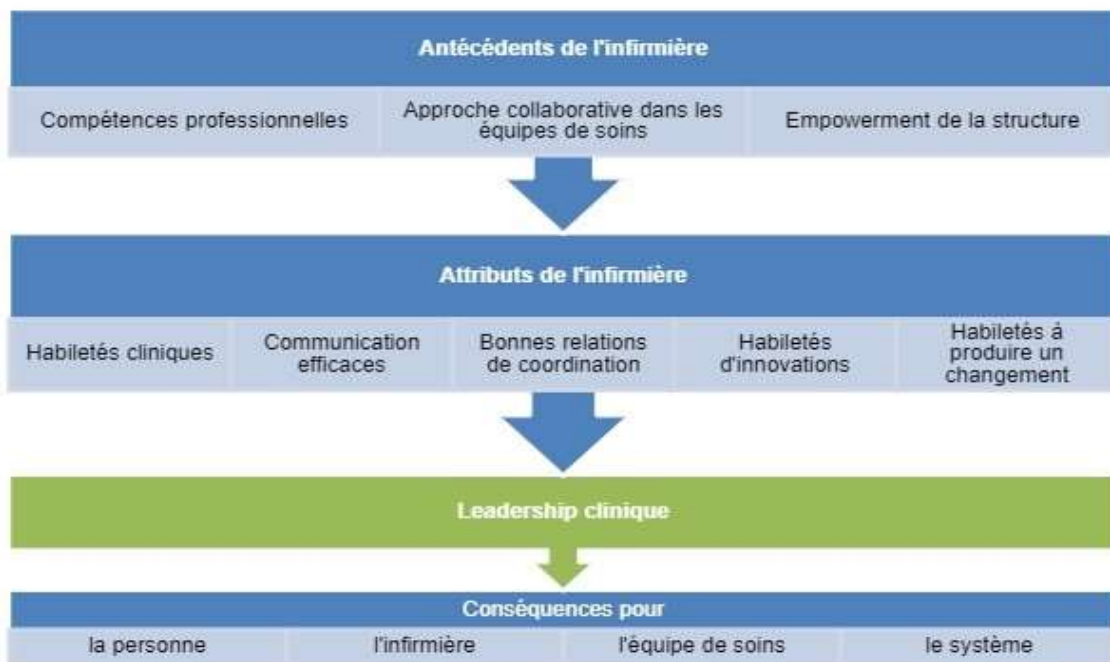 Antécédents de l'infirmière
Compétences professionnelles
Approche collaborative dans les
équipes de soins
Empowerment de la structure
Attributs de l'infirmière
Habiletés cliniques
Communication
efficaces
Bonnes relations
de coordination
Habiletés
d'innovations
Habiletés à
produire un
changement
Leadership clinique
Conséquences pour
la personne
l'infirmière
l'équipe de soins
le système